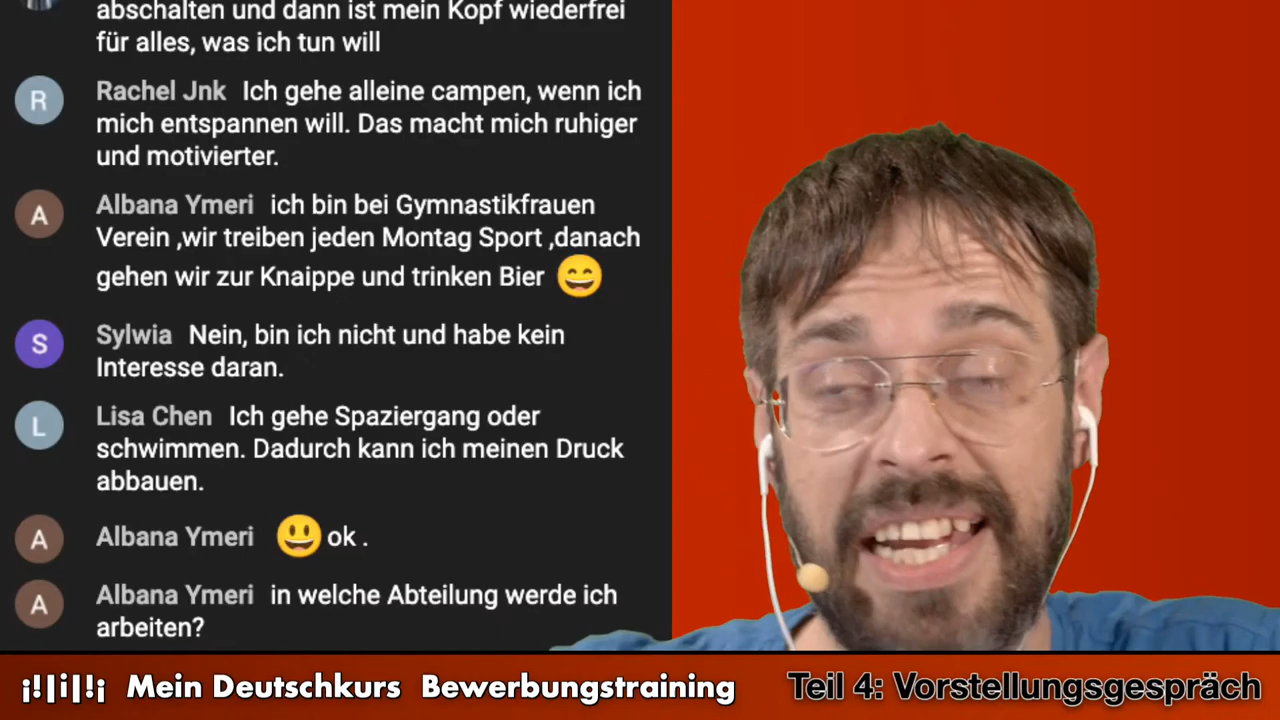 abschalten und dann ist mein Kopf wiederfrei
für alles, was ich tun will
R
Rachel Jnk Ich gehe alleine campen, wenn ich
mich entspannen will. Das macht mich ruhiger
und motivierter.
A
Albana Ymeri ich bin bei Gymnastikfrauen
Verein ,wir treiben jeden Montag Sport ,danach
gehen wir zur Knaippe und trinken Bier 😄
S
Sylwia Nein, bin ich nicht und habe kein
Interesse daran.
L
Lisa Chen Ich gehe Spaziergang oder
schwimmen. Dadurch kann ich meinen Druck
abbauen.
A
Albana Ymeri 😃 ok .
A
Albana Ymeri in welche Abteilung werde ich
arbeiten?
¡!|i|!¡ Mein Deutschkurs Bewerbungstraining
Teil 4: Vorstellungsgespräch